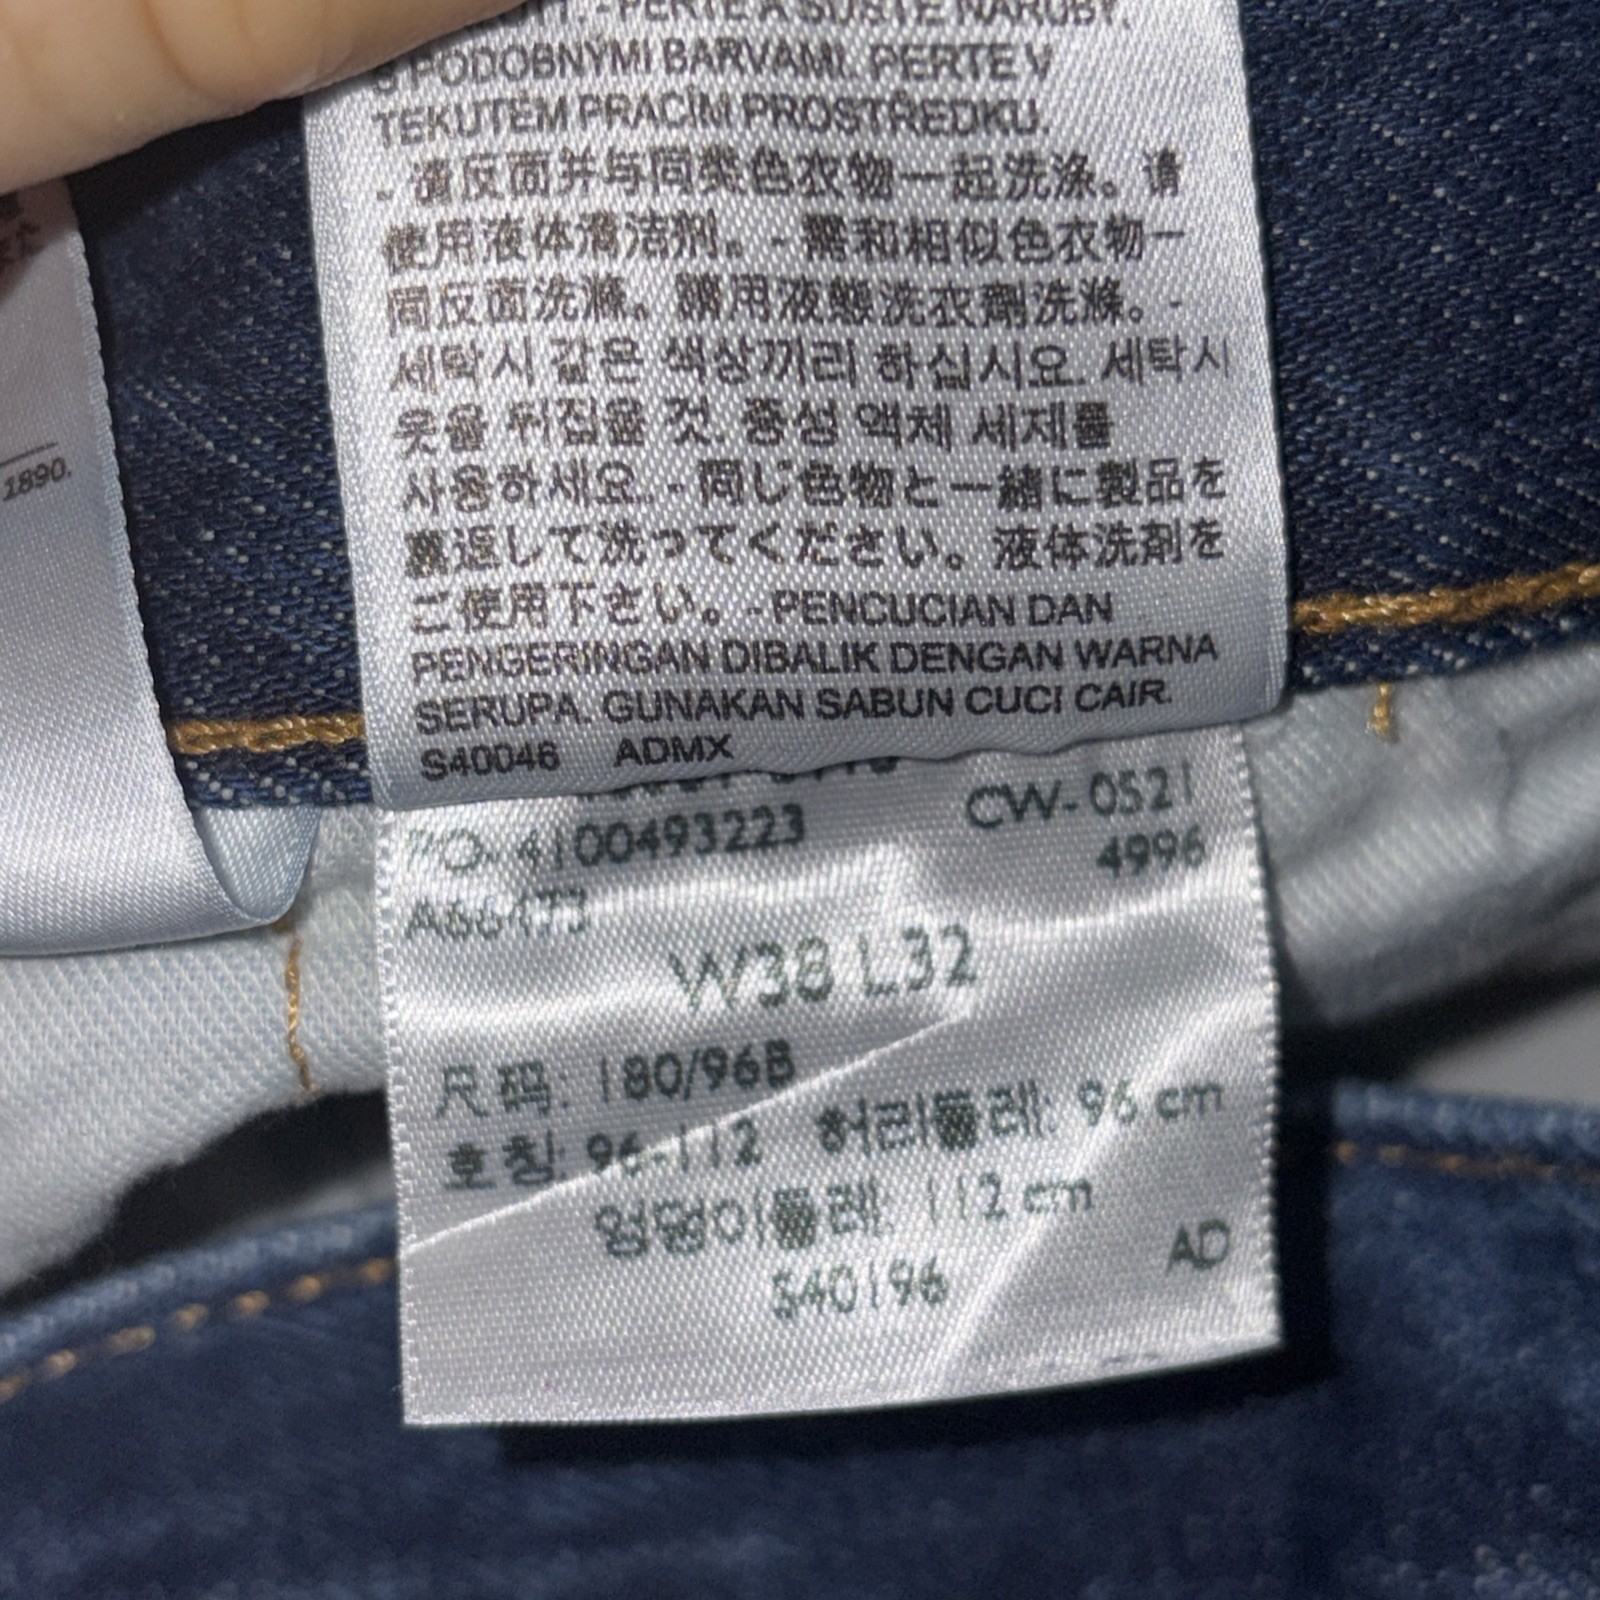 1890.
- PERTE A SUŠTE NARUBY.
S PODOBNÝMI BARVAMI. PERTE V
TEKUTÉM PRACÍM PROSTŘEDKU.
- 请反面并与同类色衣物一起洗涤。请
使用液体清洁剂。- 需和相似色衣物一
同反面洗滌。請用液態洗衣劑洗滌。-
세탁시 같은 색상끼리 하십시오. 세탁시
옷을 뒤집을 것. 중성 액체 세제를
사용하세요. - 同じ色物と一緒に製品を
裏返して洗ってください。液体洗剤を
ご使用下さい。- PENCUCIAN DAN
PENGERINGAN DIBALIK DENGAN WARNA
SERUPA. GUNAKAN SABUN CUCI CAIR.
S40046 ADMX
CW-0521
PO. 4100493223 4996
A66473
W38 L32
尺码: 180/96B
호칭: 96-112 허리둘레: 96 cm
엉덩이둘레: 112 cm
AD
S40196